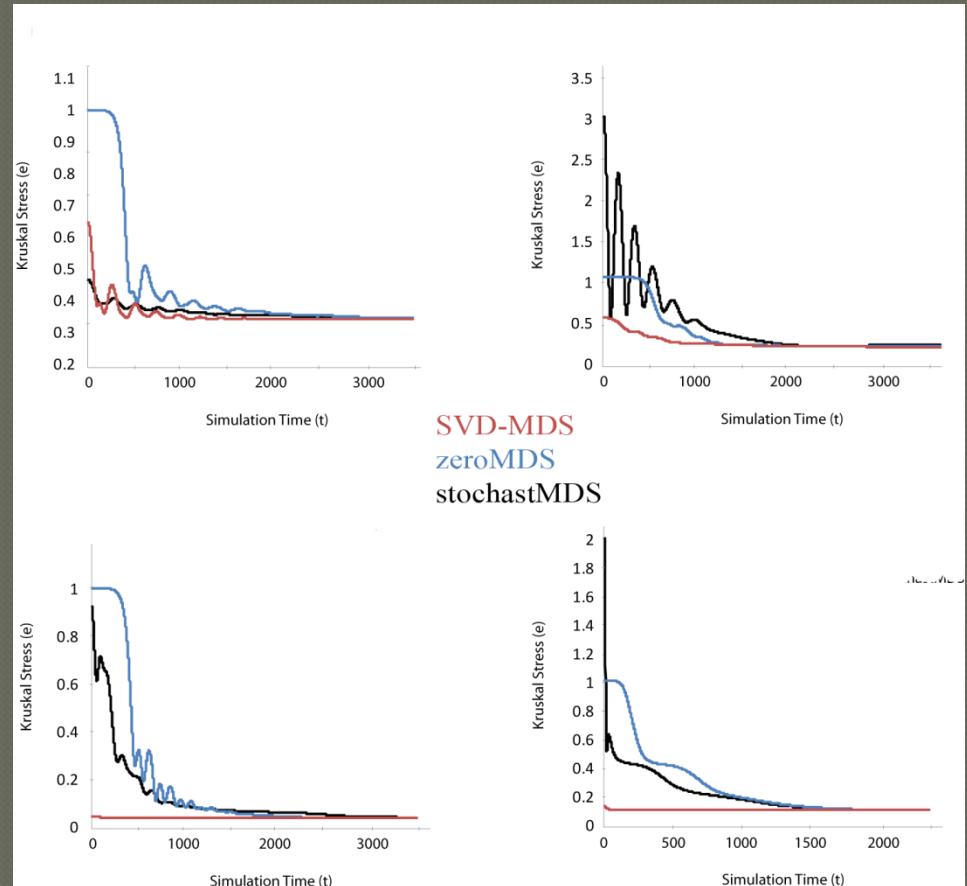 1.1
1
0.9
0.8
0.7
0.6
0.5
0.4
0.3
0.2
Kruskal Stress (e)
0 1000 2000 3000
Simulation Time (t)
3.5
3
2.5
2
1.5
1
0.5
0
Kruskal Stress (e)
0 1000 2000 3000
Simulation Time (t)
SVD-MDS
zeroMDS
stochastMDS
1
0.8
0.6
0.4
0.2
0
Kruskal Stress (e)
0 1000 2000 3000
Simulation Time (t)
2
1.8
1.6
1.4
1.2
1
0.8
0.6
0.4
0.2
0
Kruskal Stress (e)
0 500 1000 1500 2000
Simulation Time (t)